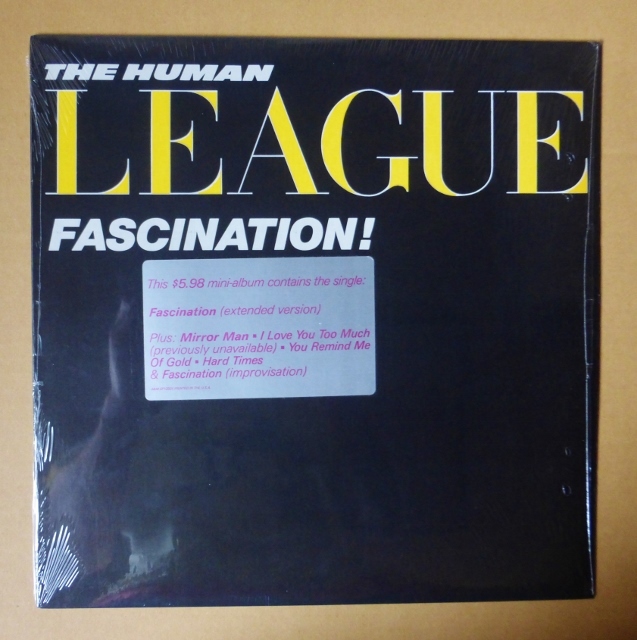 THE HUMAN
LEAGUE
FASCINATION!
This $5.98 mini-album contains the single:
Fascination (extended version)
Plus: Mirror Man • I Love You Too Much
(previously unavailable) • You Remind Me
Of Gold • Hard Times
& Fascination (improvisation)